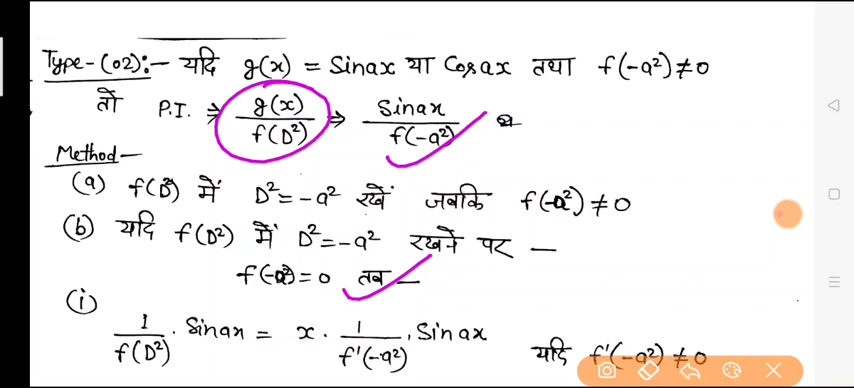 Type-(02):- यदि g(x) = Sinax या Cosax तथा f(-a²) ≠ 0
तो P.I. ⇒ g(x)/f(D²) ⇒ Sinax/f(-a²)
Method-
(a) f(D²) में D² = -a² रखें जबकि f(-a²) ≠ 0
(b) यदि f(D²) में D² = -a² रखने पर —
f(-a²) = 0 तब —
(i)
1/f(D²) . Sinax = x . 1/f'(-a²) . Sinax यदि f'(-a²) ≠ 0